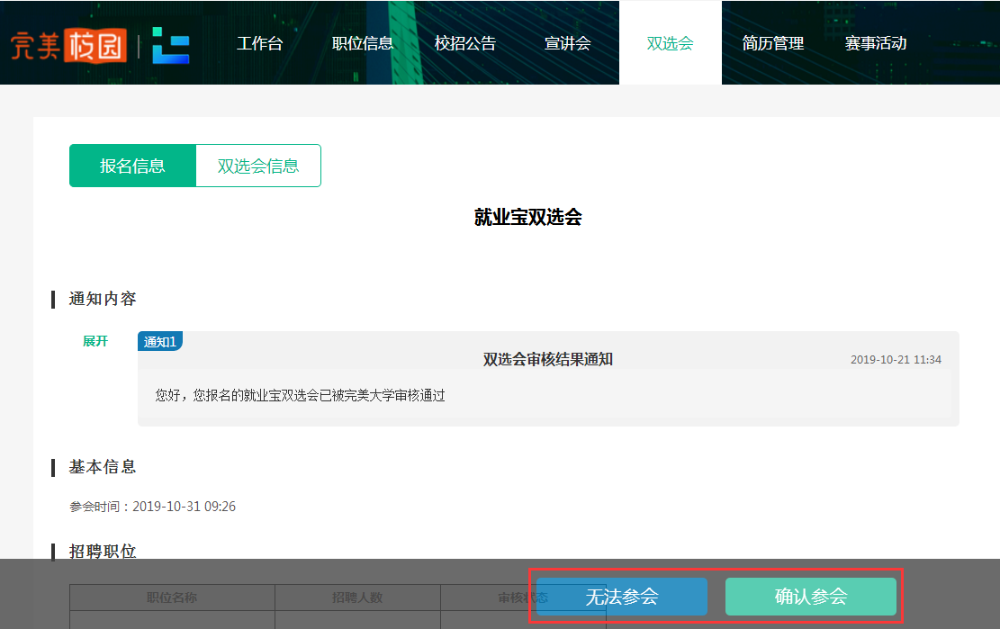 完美校园
工作台 职位信息 校招公告 宣讲会 双选会 简历管理 赛事活动
报名信息 双选会信息
就业宝双选会
通知内容
展开 通知1
双选会审核结果通知 2019-10-21 11:34
您好，您报名的就业宝双选会已被完美大学审核通过
基本信息
参会时间：2019-10-31 09:26
招聘职位
职位名称 招聘人数 审核状态
无法参会 确认参会